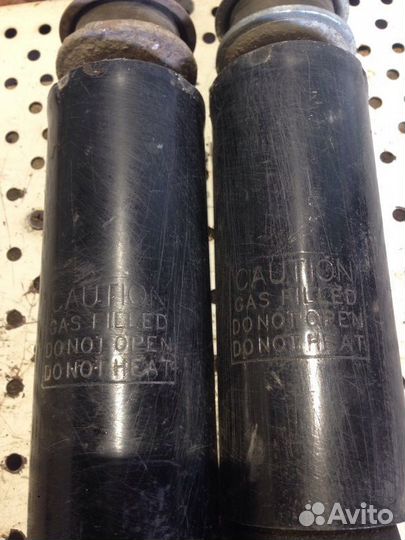 CAUTION
GAS FILLED
DO NOT OPEN
DO NOT HEAT
CAUTION
GAS FILLED
DO NOT OPEN
DO NOT HEAT
Avito